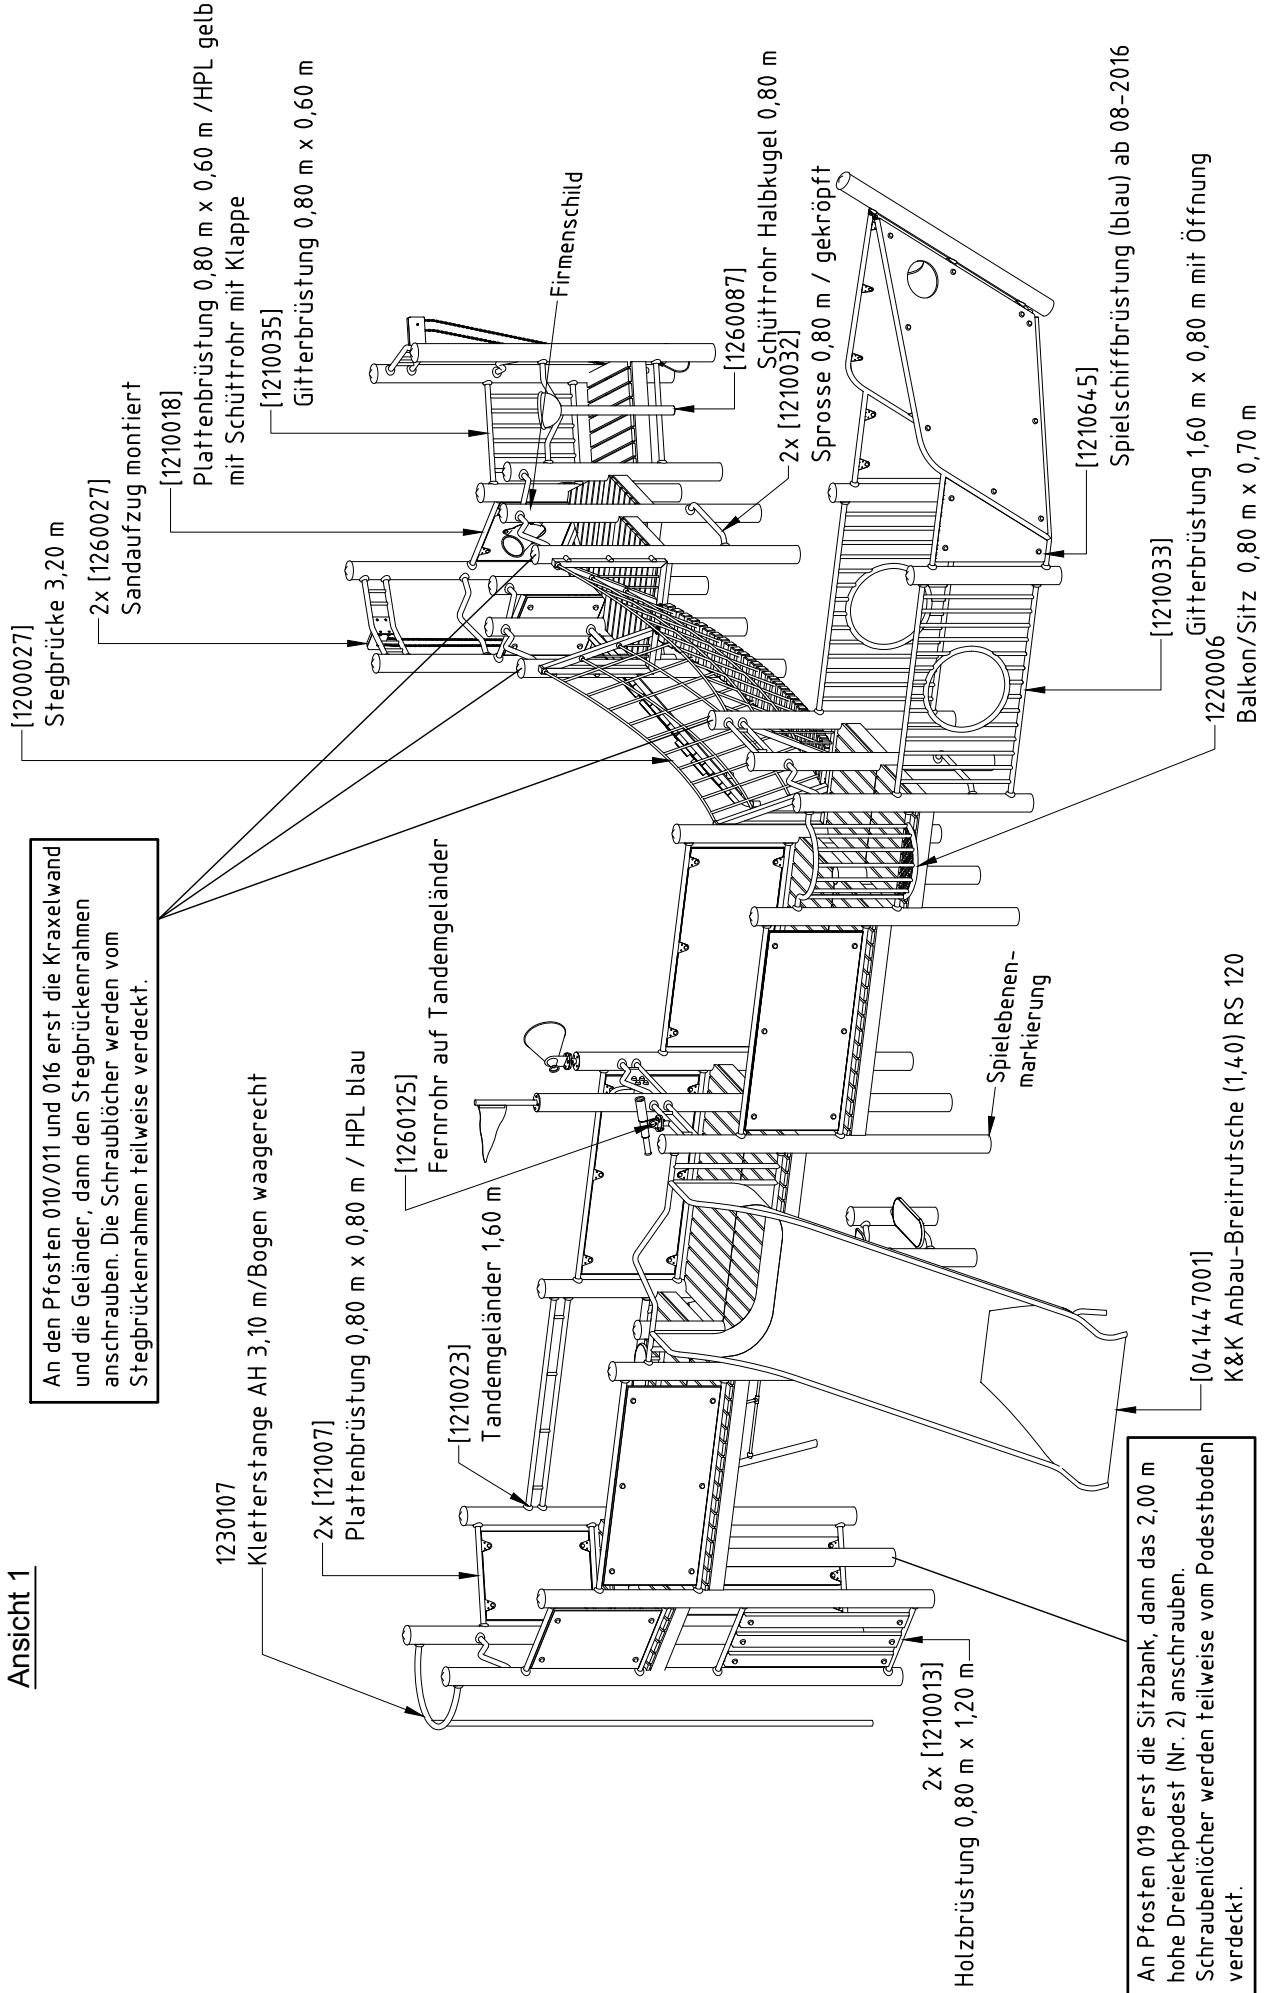 Ansicht 1
An den Pfosten 010/011 und 016 erst die Kraxelwand
und die Geländer, dann den Stegbrückenrahmen
anschrauben. Die Schraublöcher werden vom
Stegbrückenrahmen teilweise verdeckt.
[1200027]
Stegbrücke 3,20 m
2x [1260027]
Sandaufzug montiert
[1210018]
Plattenbrüstung 0,80 m x 0,60 m /HPL gelb
mit Schüttrohr mit Klappe
[1210035]
Gitterbrüstung 0,80 m x 0,60 m
1230107
Kletterstange AH 3,10 m/Bogen waagerecht
2x [121007]
Plattenbrüstung 0,80 m x 0,80 m / HPL blau
[1260125]
Fernrohr auf Tandemgeländer
[1210023]
Tandemgeländer 1,60 m
Firmenschild
[1260087]
Schüttrohr Halbkugel 0,80 m
2x [1210032]
Sprosse 0,80 m / gekröpft
2x [1210013]
Holzbrüstung 0,80 m x 1,20 m
Spielebenen-
markierung
[1210645]
Spielschiffbrüstung (blau) ab 08-2016
[1210033]
Gitterbrüstung 1,60 m x 0,80 m mit Öffnung
1220006
Balkon/Sitz 0,80 m x 0,70 m
[041447001]
K&K Anbau-Breitrutsche (1,40) RS 120
An Pfosten 019 erst die Sitzbank, dann das 2,00 m
hohe Dreieckpodest (Nr. 2) anschrauben.
Schraubenlöcher werden teilweise vom Podestboden
verdeckt.